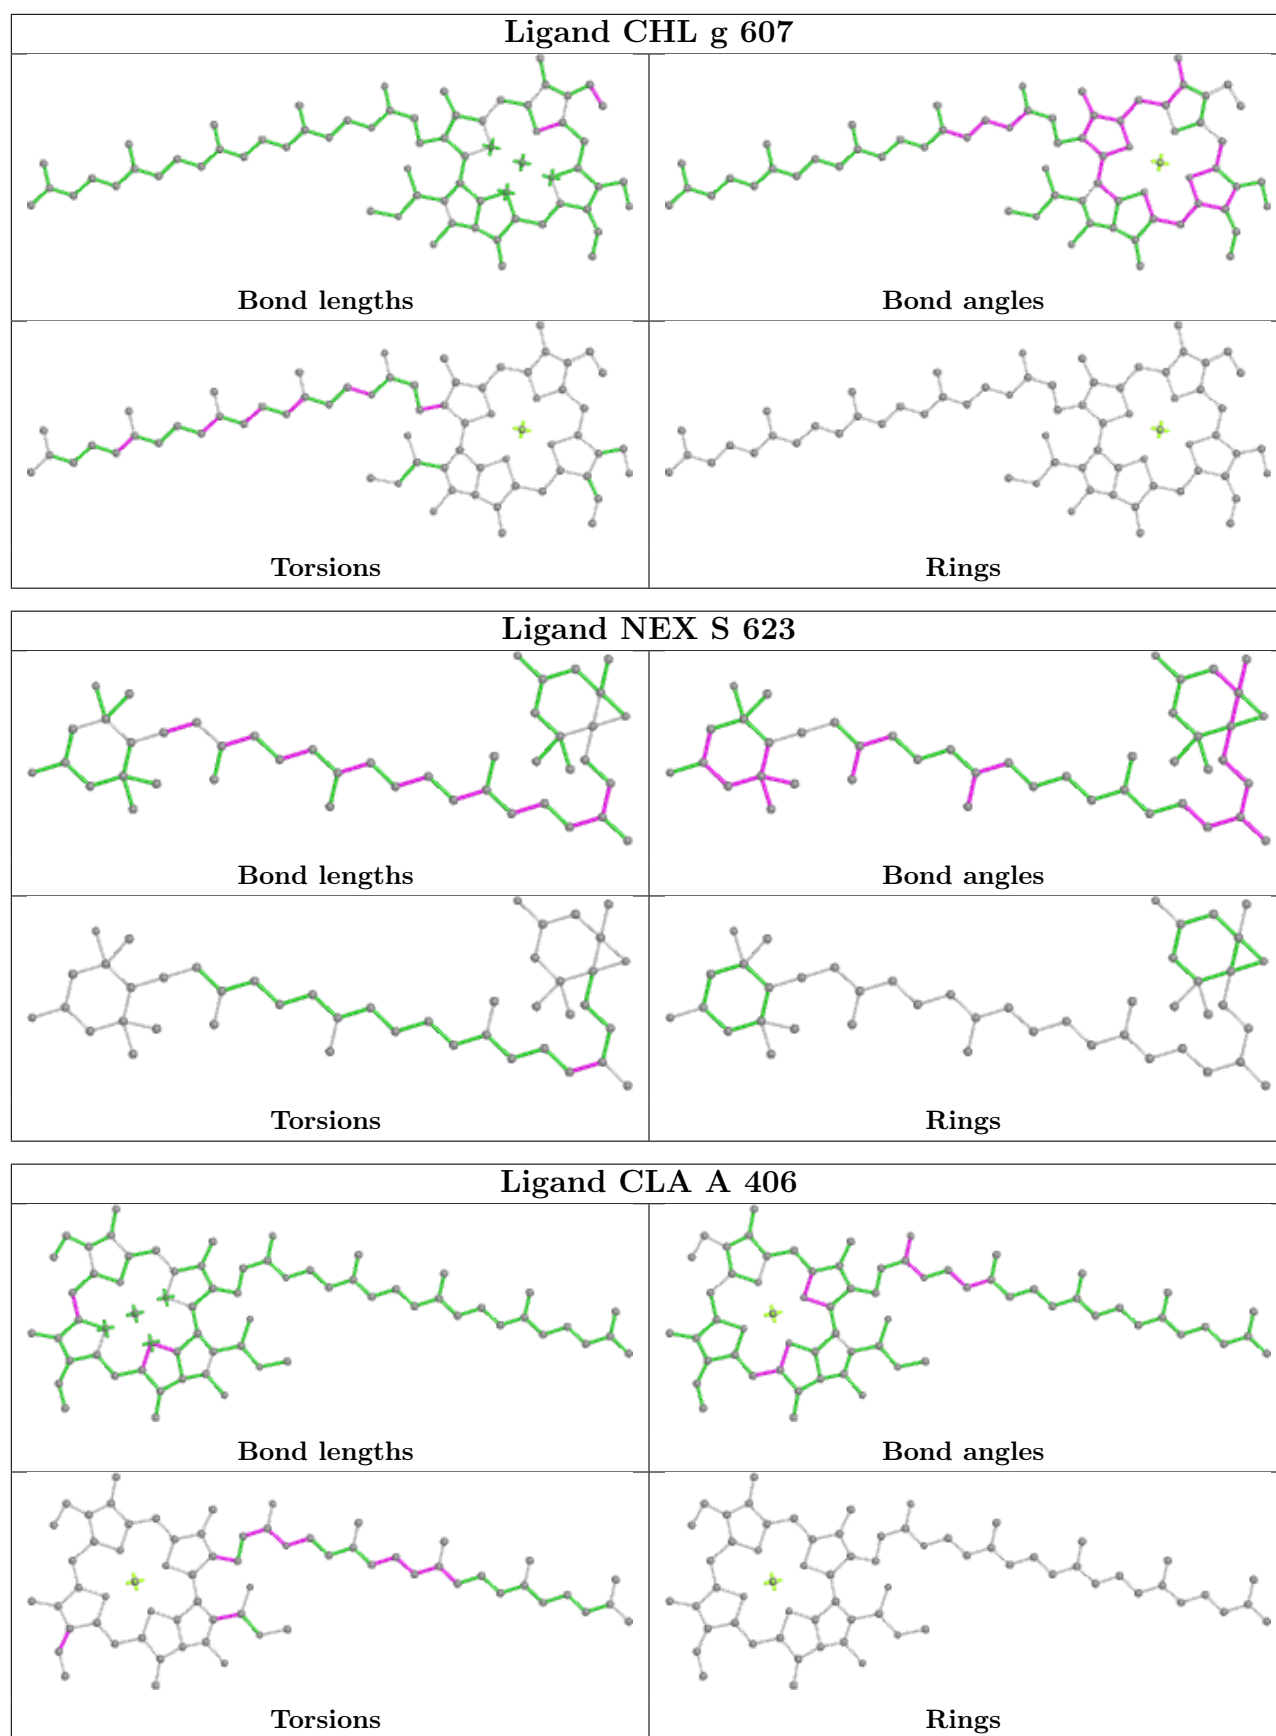 Ligand CHL g 607
Bond lengths
Bond angles
Torsions
Rings
Ligand NEX S 623
Bond lengths
Bond angles
Torsions
Rings
Ligand CLA A 406
Bond lengths
Bond angles
Torsions
Rings